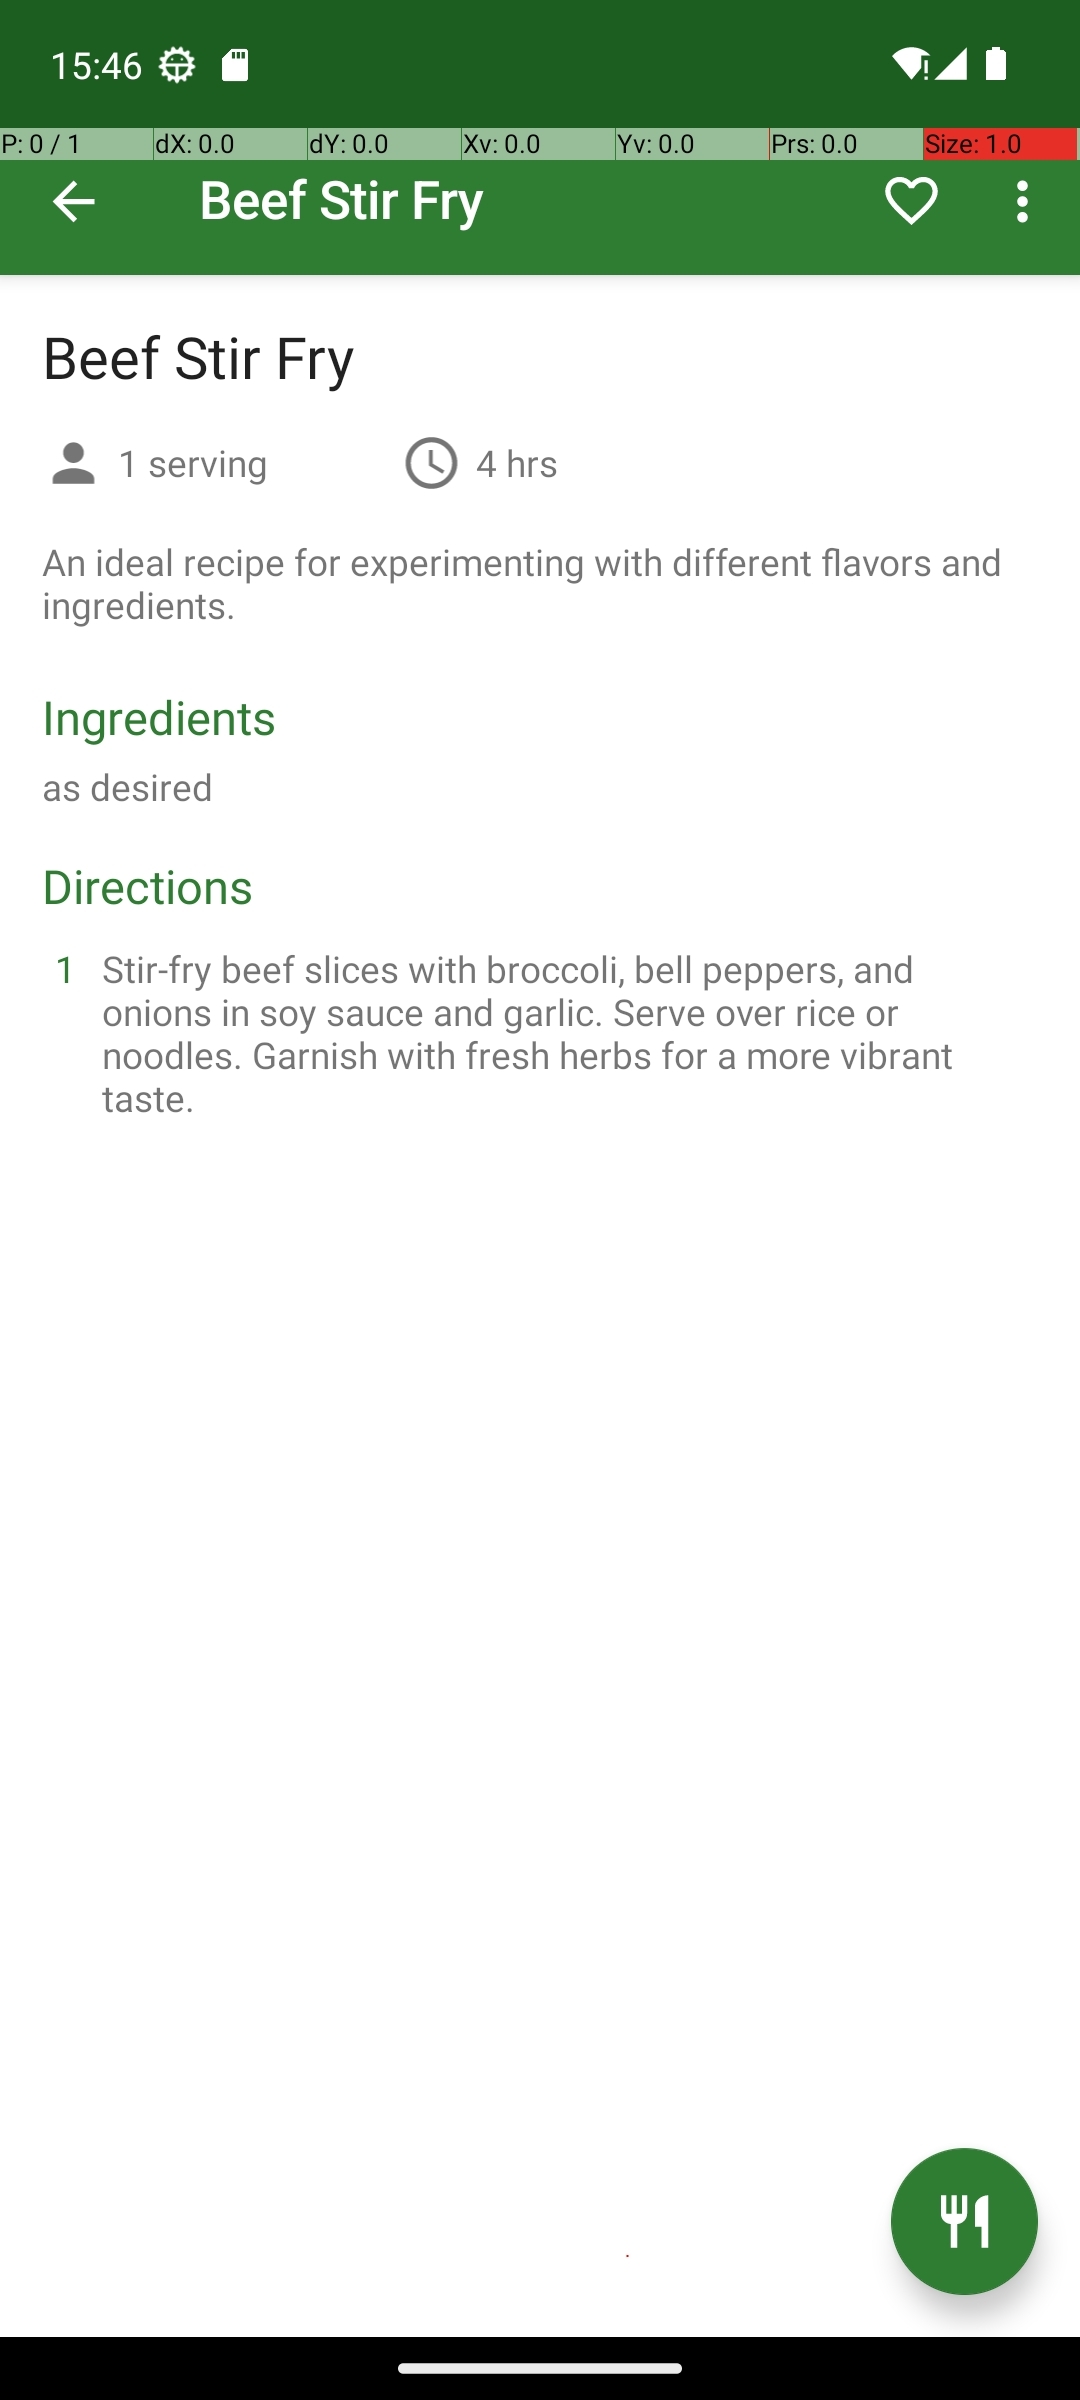 15:46
P: 0 / 1
dX: 0.0
dY: 0.0
Xv: 0.0
Yv: 0.0
Prs: 0.0
Size: 1.0
Beef Stir Fry
Beef Stir Fry
1 serving
4 hrs
An ideal recipe for experimenting with different flavors and
ingredients.
Ingredients
as desired
Directions
1 Stir-fry beef slices with broccoli, bell peppers, and
onions in soy sauce and garlic. Serve over rice or
noodles. Garnish with fresh herbs for a more vibrant
taste.